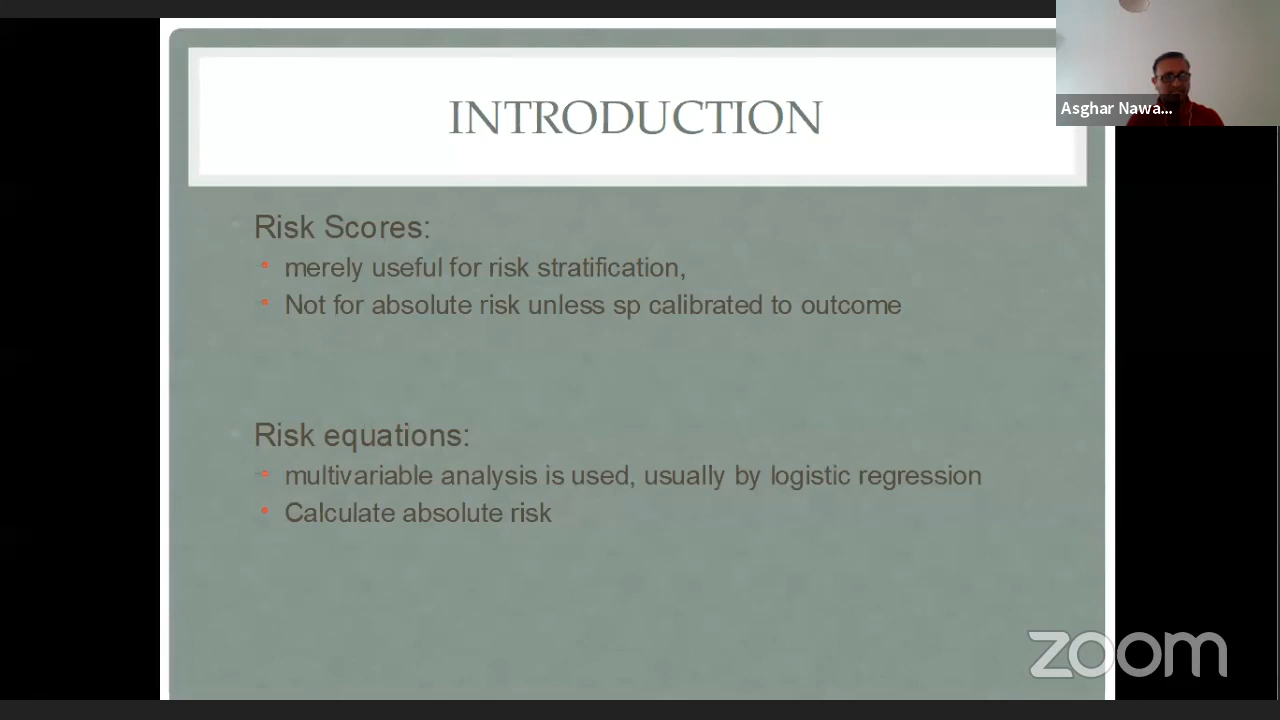 INTRODUCTION
Asghar Nawa...
Risk Scores:
merely useful for risk stratification,
Not for absolute risk unless sp calibrated to outcome
Risk equations:
multivariable analysis is used, usually by logistic regression
Calculate absolute risk
zoom